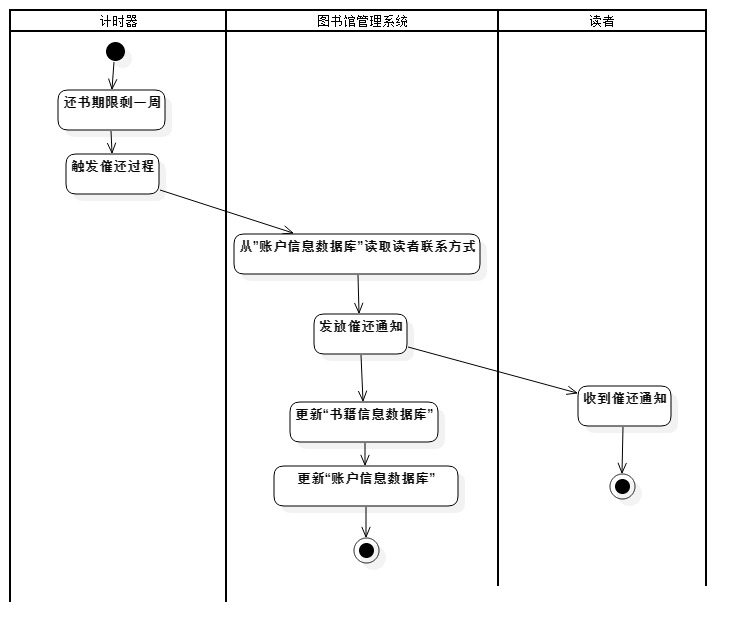 计时器
图书馆管理系统
读者
还书期限剩一周
触发催还过程
从”账户信息数据库”读取读者联系方式
发放催还通知
收到催还通知
更新“书籍信息数据库”
更新“账户信息数据库”